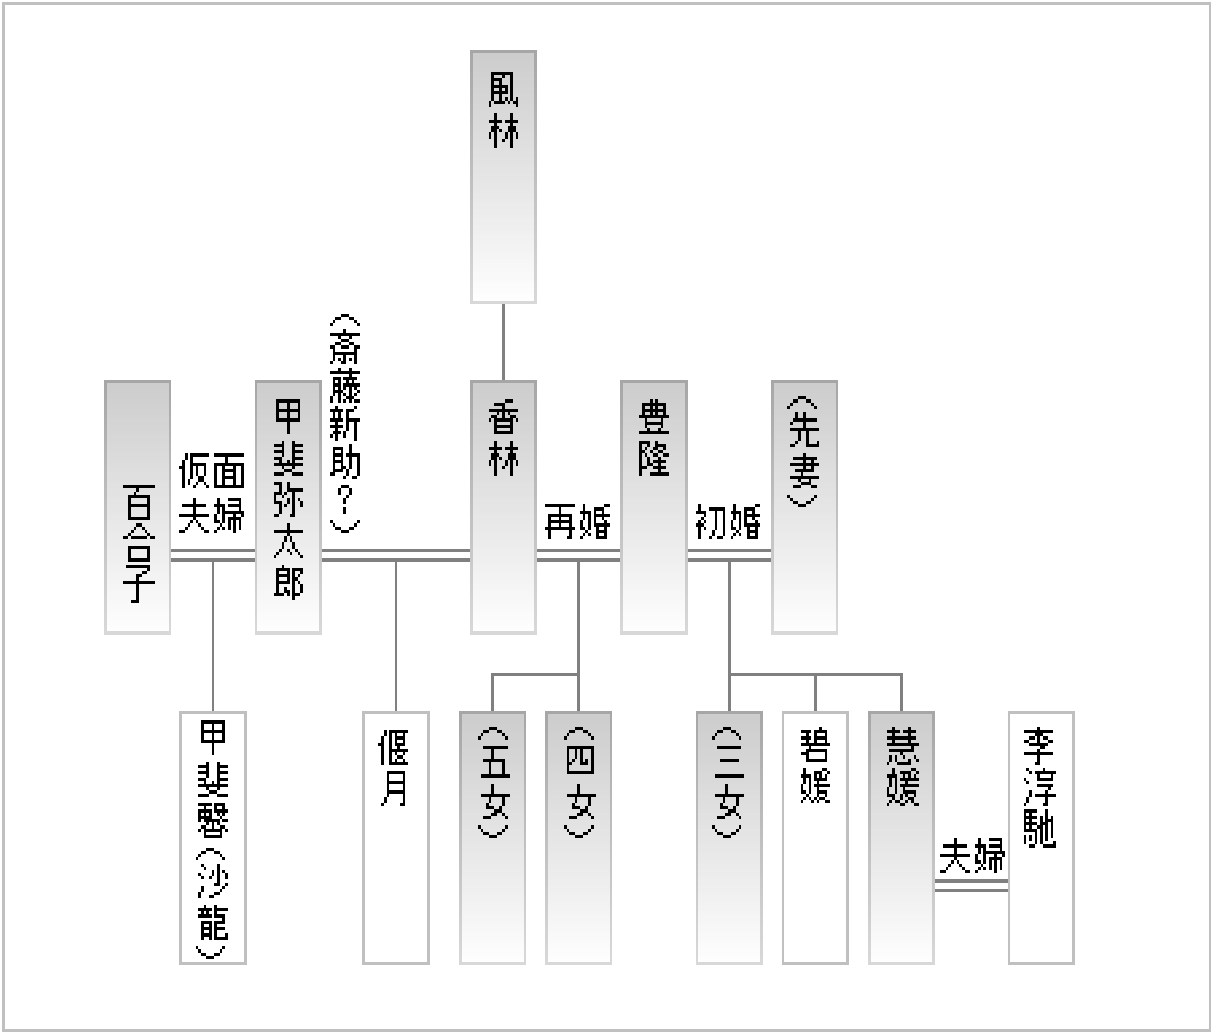 風林
(斎藤新助?)
百合子
仮面
夫婦
甲斐弥太郎
香林
再婚
豊隆
初婚
(先妻)
甲斐馨(沙龍)
偃月
(五女)
(四女)
(三女)
碧媛
慧媛
夫婦
李淳馳